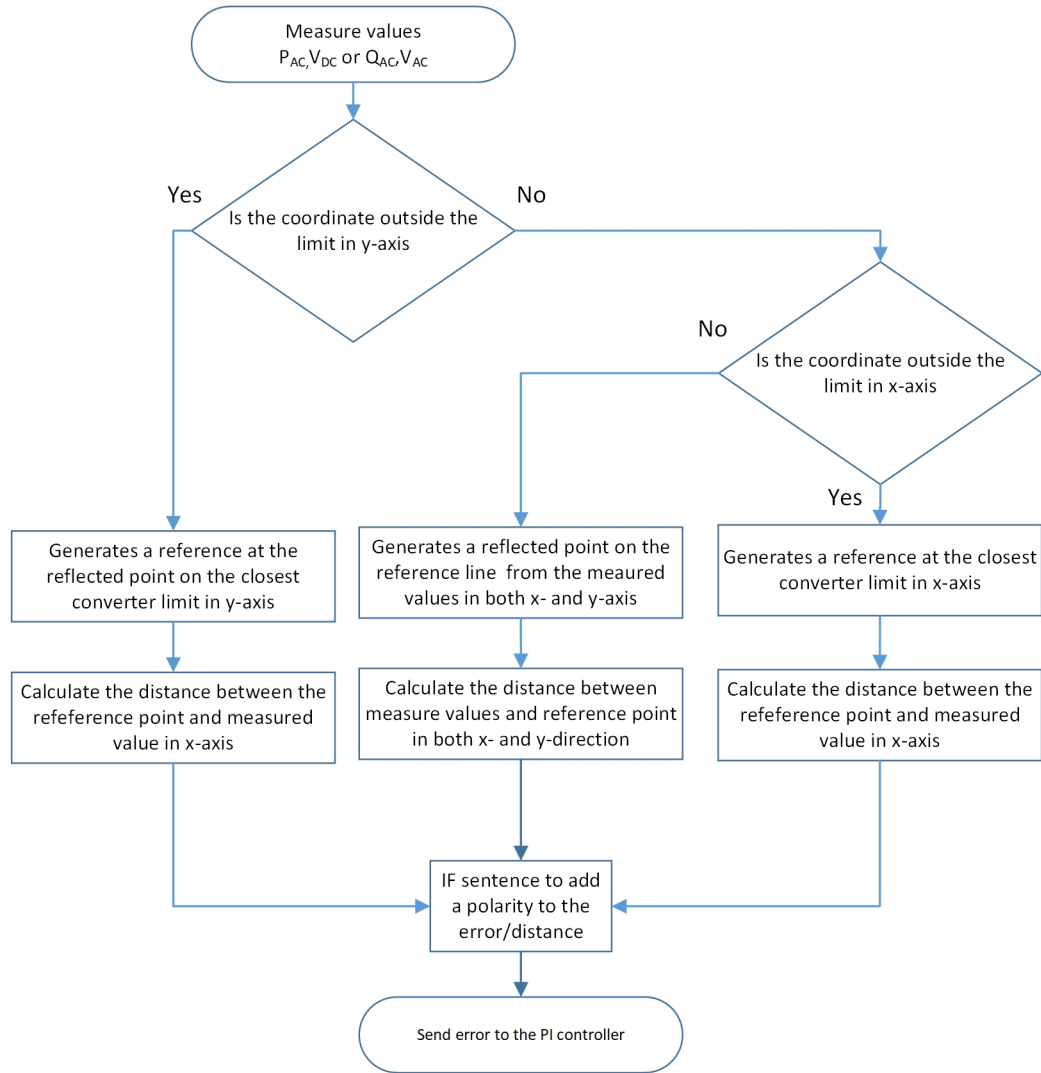 Measure values
P_AC,V_DC or Q_AC,V_AC
Yes
No
Is the coordinate outside the
limit in y-axis
No
Is the coordinate outside the
limit in x-axis
Yes
Generates a reference at the
reflected point on the closest
converter limit in y-axis
Generates a reflected point on the
reference line from the meaured
values in both x- and y-axis
Generates a reference at the closest
converter limit in x-axis
Calculate the distance between the
refeference point and measured
value in x-axis
Calculate the distance between
measure values and reference point
in both x- and y-direction
Calculate the distance between the
refeference point and measured
value in x-axis
IF sentence to add
a polarity to the
error/distance
Send error to the PI controller